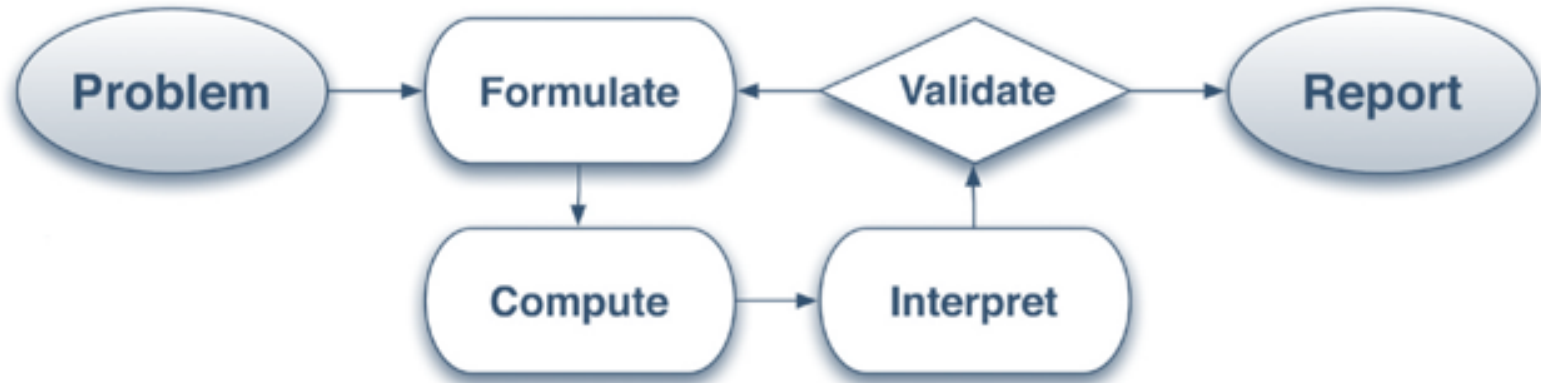 Problem
Formulate
Validate
Report
Compute
Interpret